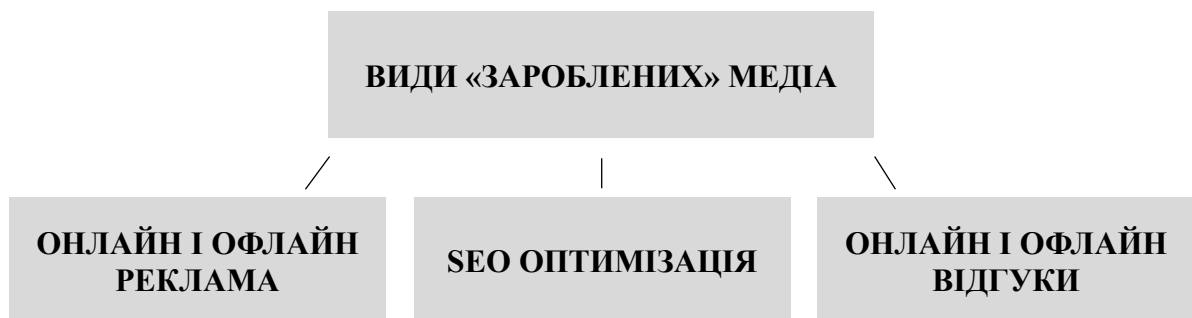 ВИДИ «ЗАРОБЛЕНИХ» МЕДІА
ОНЛАЙН І ОФЛАЙН
РЕКЛАМА
SEO ОПТИМІЗАЦІЯ
ОНЛАЙН І ОФЛАЙН
ВІДГУКИ